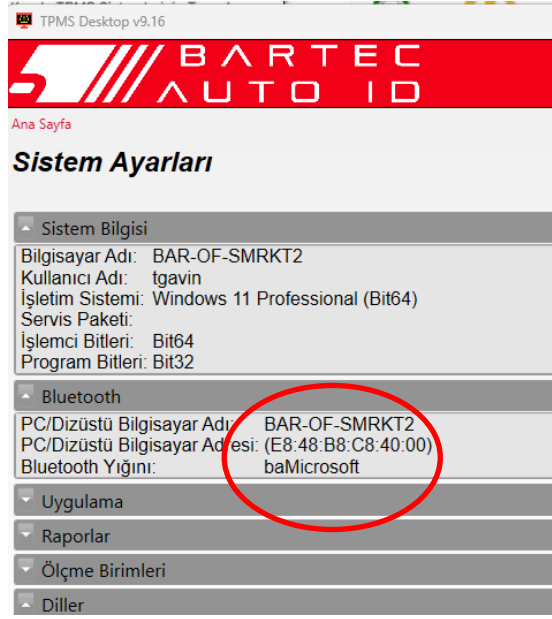 TPMS Desktop v9.16
BARTEC
AUTO ID
Ana Sayfa
Sistem Ayarları
Sistem Bilgisi
Bilgisayar Adı: BAR-OF-SMRKT2
Kullanıcı Adı: tgavin
İşletim Sistemi: Windows 11 Professional (Bit64)
Servis Paketi:
İşlemci Bitleri: Bit64
Program Bitleri: Bit32
Bluetooth
PC/Dizüstü Bilgisayar Adı: BAR-OF-SMRKT2
PC/Dizüstü Bilgisayar Adresi: (E8:48:B8:C8:40:00)
Bluetooth Yığını: baMicrosoft
Uygulama
Raporlar
Ölçme Birimleri
Diller